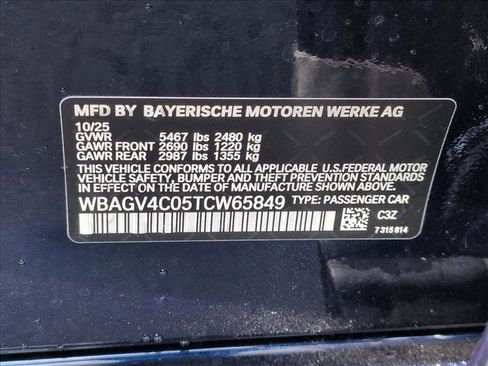 MFD BY BAYERISCHE MOTOREN WERKE AG
10/25
GVWR 5467 lbs 2480 kg
GAWR FRONT 2690 lbs 1220 kg
GAWR REAR 2987 lbs 1355 kg
THIS VEHICLE CONFORMS TO ALL APPLICABLE U.S.FEDERAL MOTOR
VEHICLE SAFETY, BUMPER AND THEFT PREVENTION STANDARDS
IN EFFECT ON THE DATE OF MANUFACTURE SHOWN ABOVE.
WBAGV4C05TCW65849 TYPE: PASSENGER CAR
C3Z
7315814